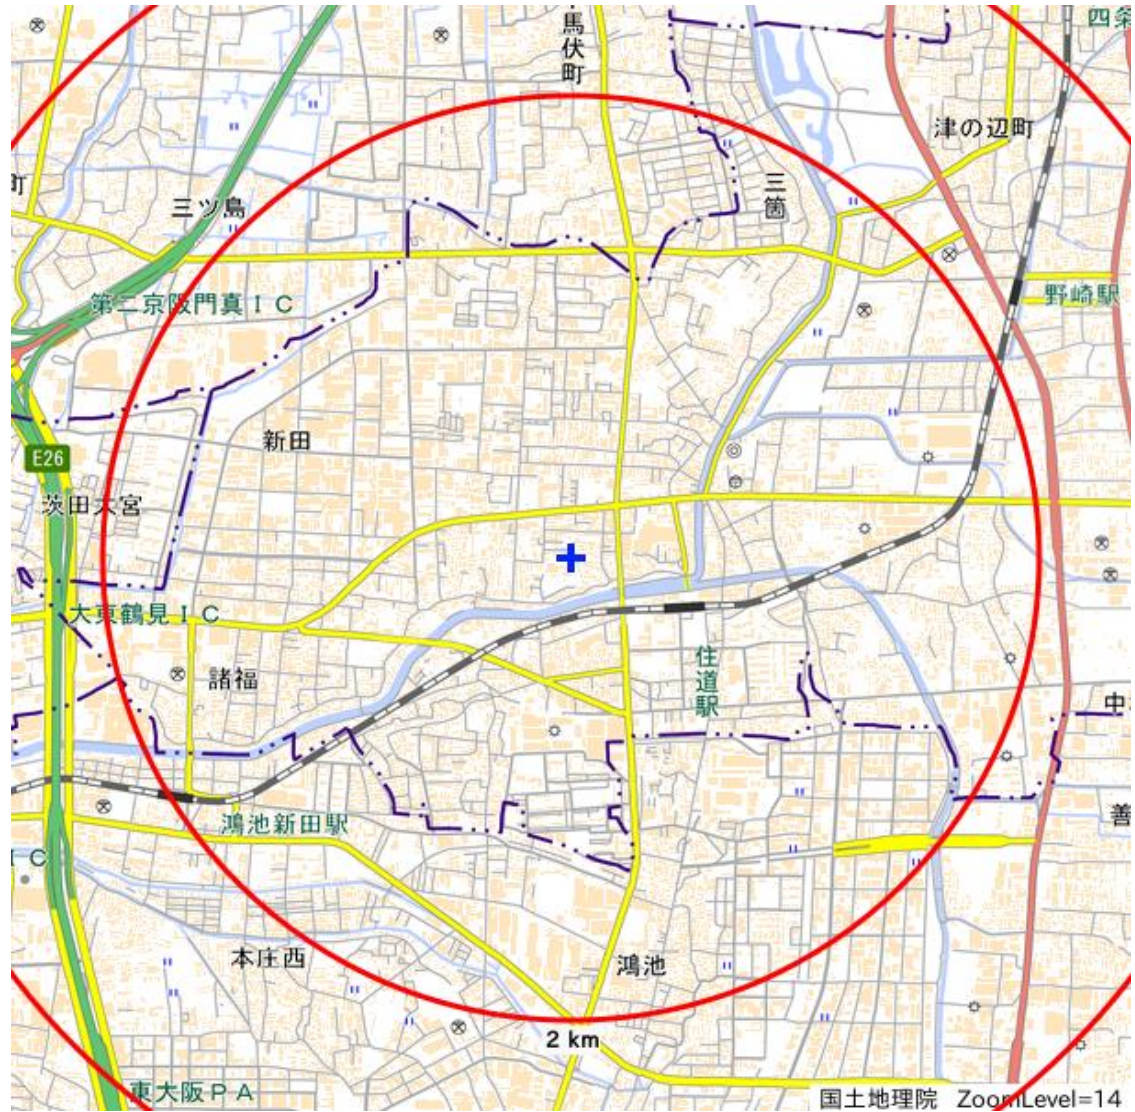 馬伏町
四条
津の辺町
町
三ツ島
三箇
第二京阪門真ＩＣ
野崎駅
新田
E26
茨田大宮
大東鶴見ＩＣ
諸福
住道駅
中
鴻池新田駅
善
ＩＣ
本庄西
鴻池
2 km
東大阪ＰＡ
国土地理院 ZoomLevel=14